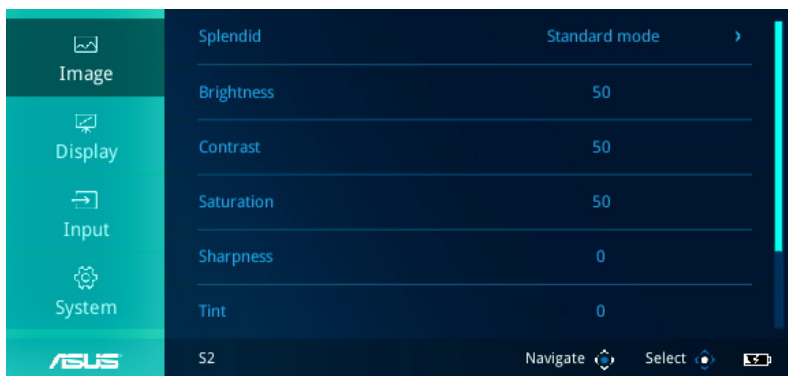 Image
Display
Input
System
Splendid Standard mode
Brightness 50
Contrast 50
Saturation 50
Sharpness 0
Tint 0
ASUS S2 Navigate Select